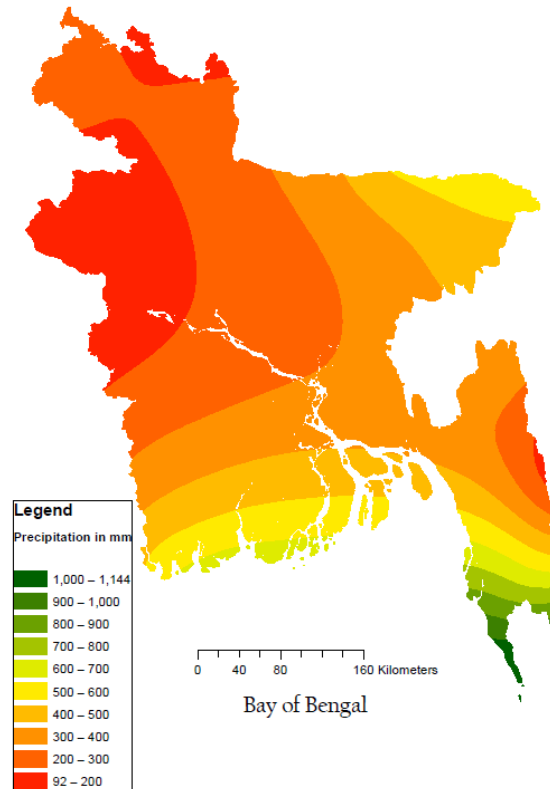 Legend
Precipitation in mm
1,000 – 1,144
900 – 1,000
800 – 900
700 – 800
600 – 700
500 – 600
400 – 500
300 – 400
200 – 300
92 – 200
0 40 80 160 Kilometers
Bay of Bengal